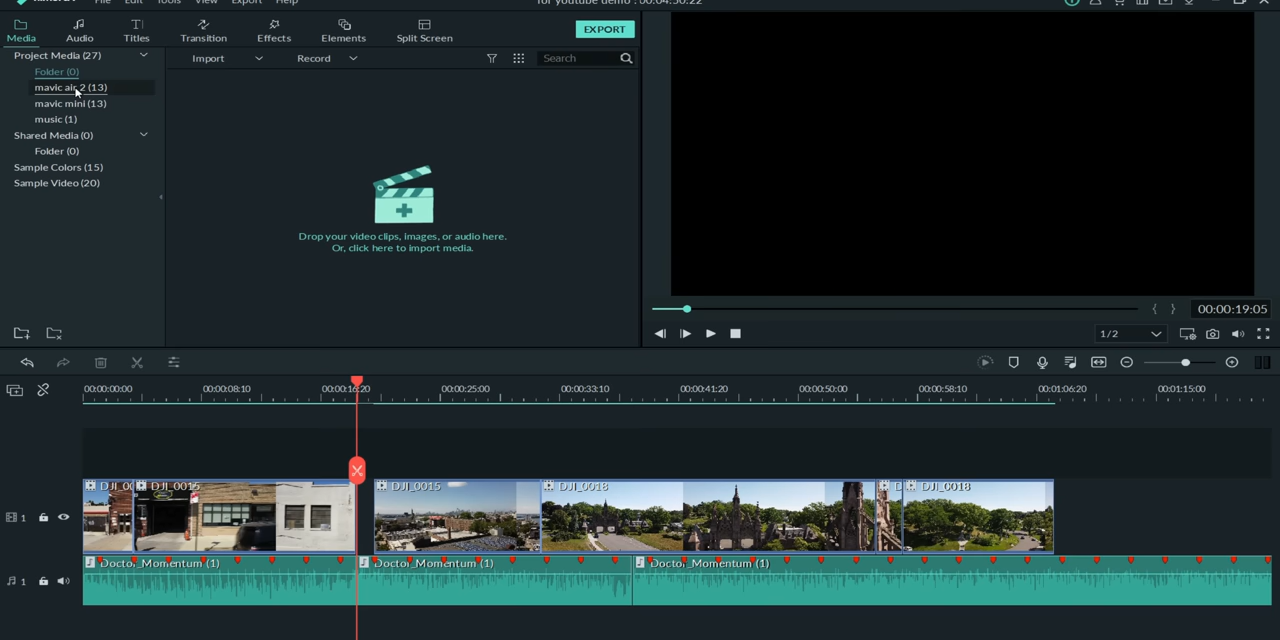 File Edit Tools View Export Help
for youtube demo : 00:04:50:22
Media Audio Titles Transition Effects Elements Split Screen
EXPORT
Project Media (27)
Folder (0)
mavic air 2 (13)
mavic mini (13)
music (1)
Shared Media (0)
Folder (0)
Sample Colors (15)
Sample Video (20)
Import Record Search
Drop your video clips, images, or audio here.
Or, click here to import media.
00:00:19:05
1/2
00:00:00:00 00:00:08:10 00:00:16:20 00:00:25:00 00:00:33:10 00:00:41:20 00:00:50:00 00:00:58:10 00:01:06:20 00:01:15:00
DJI_00 DJI_0015 DJI_0015 DJI_0018 D DJI_0018
1
Doctor_Momentum (1) Doctor_Momentum (1) Doctor_Momentum (1)
1